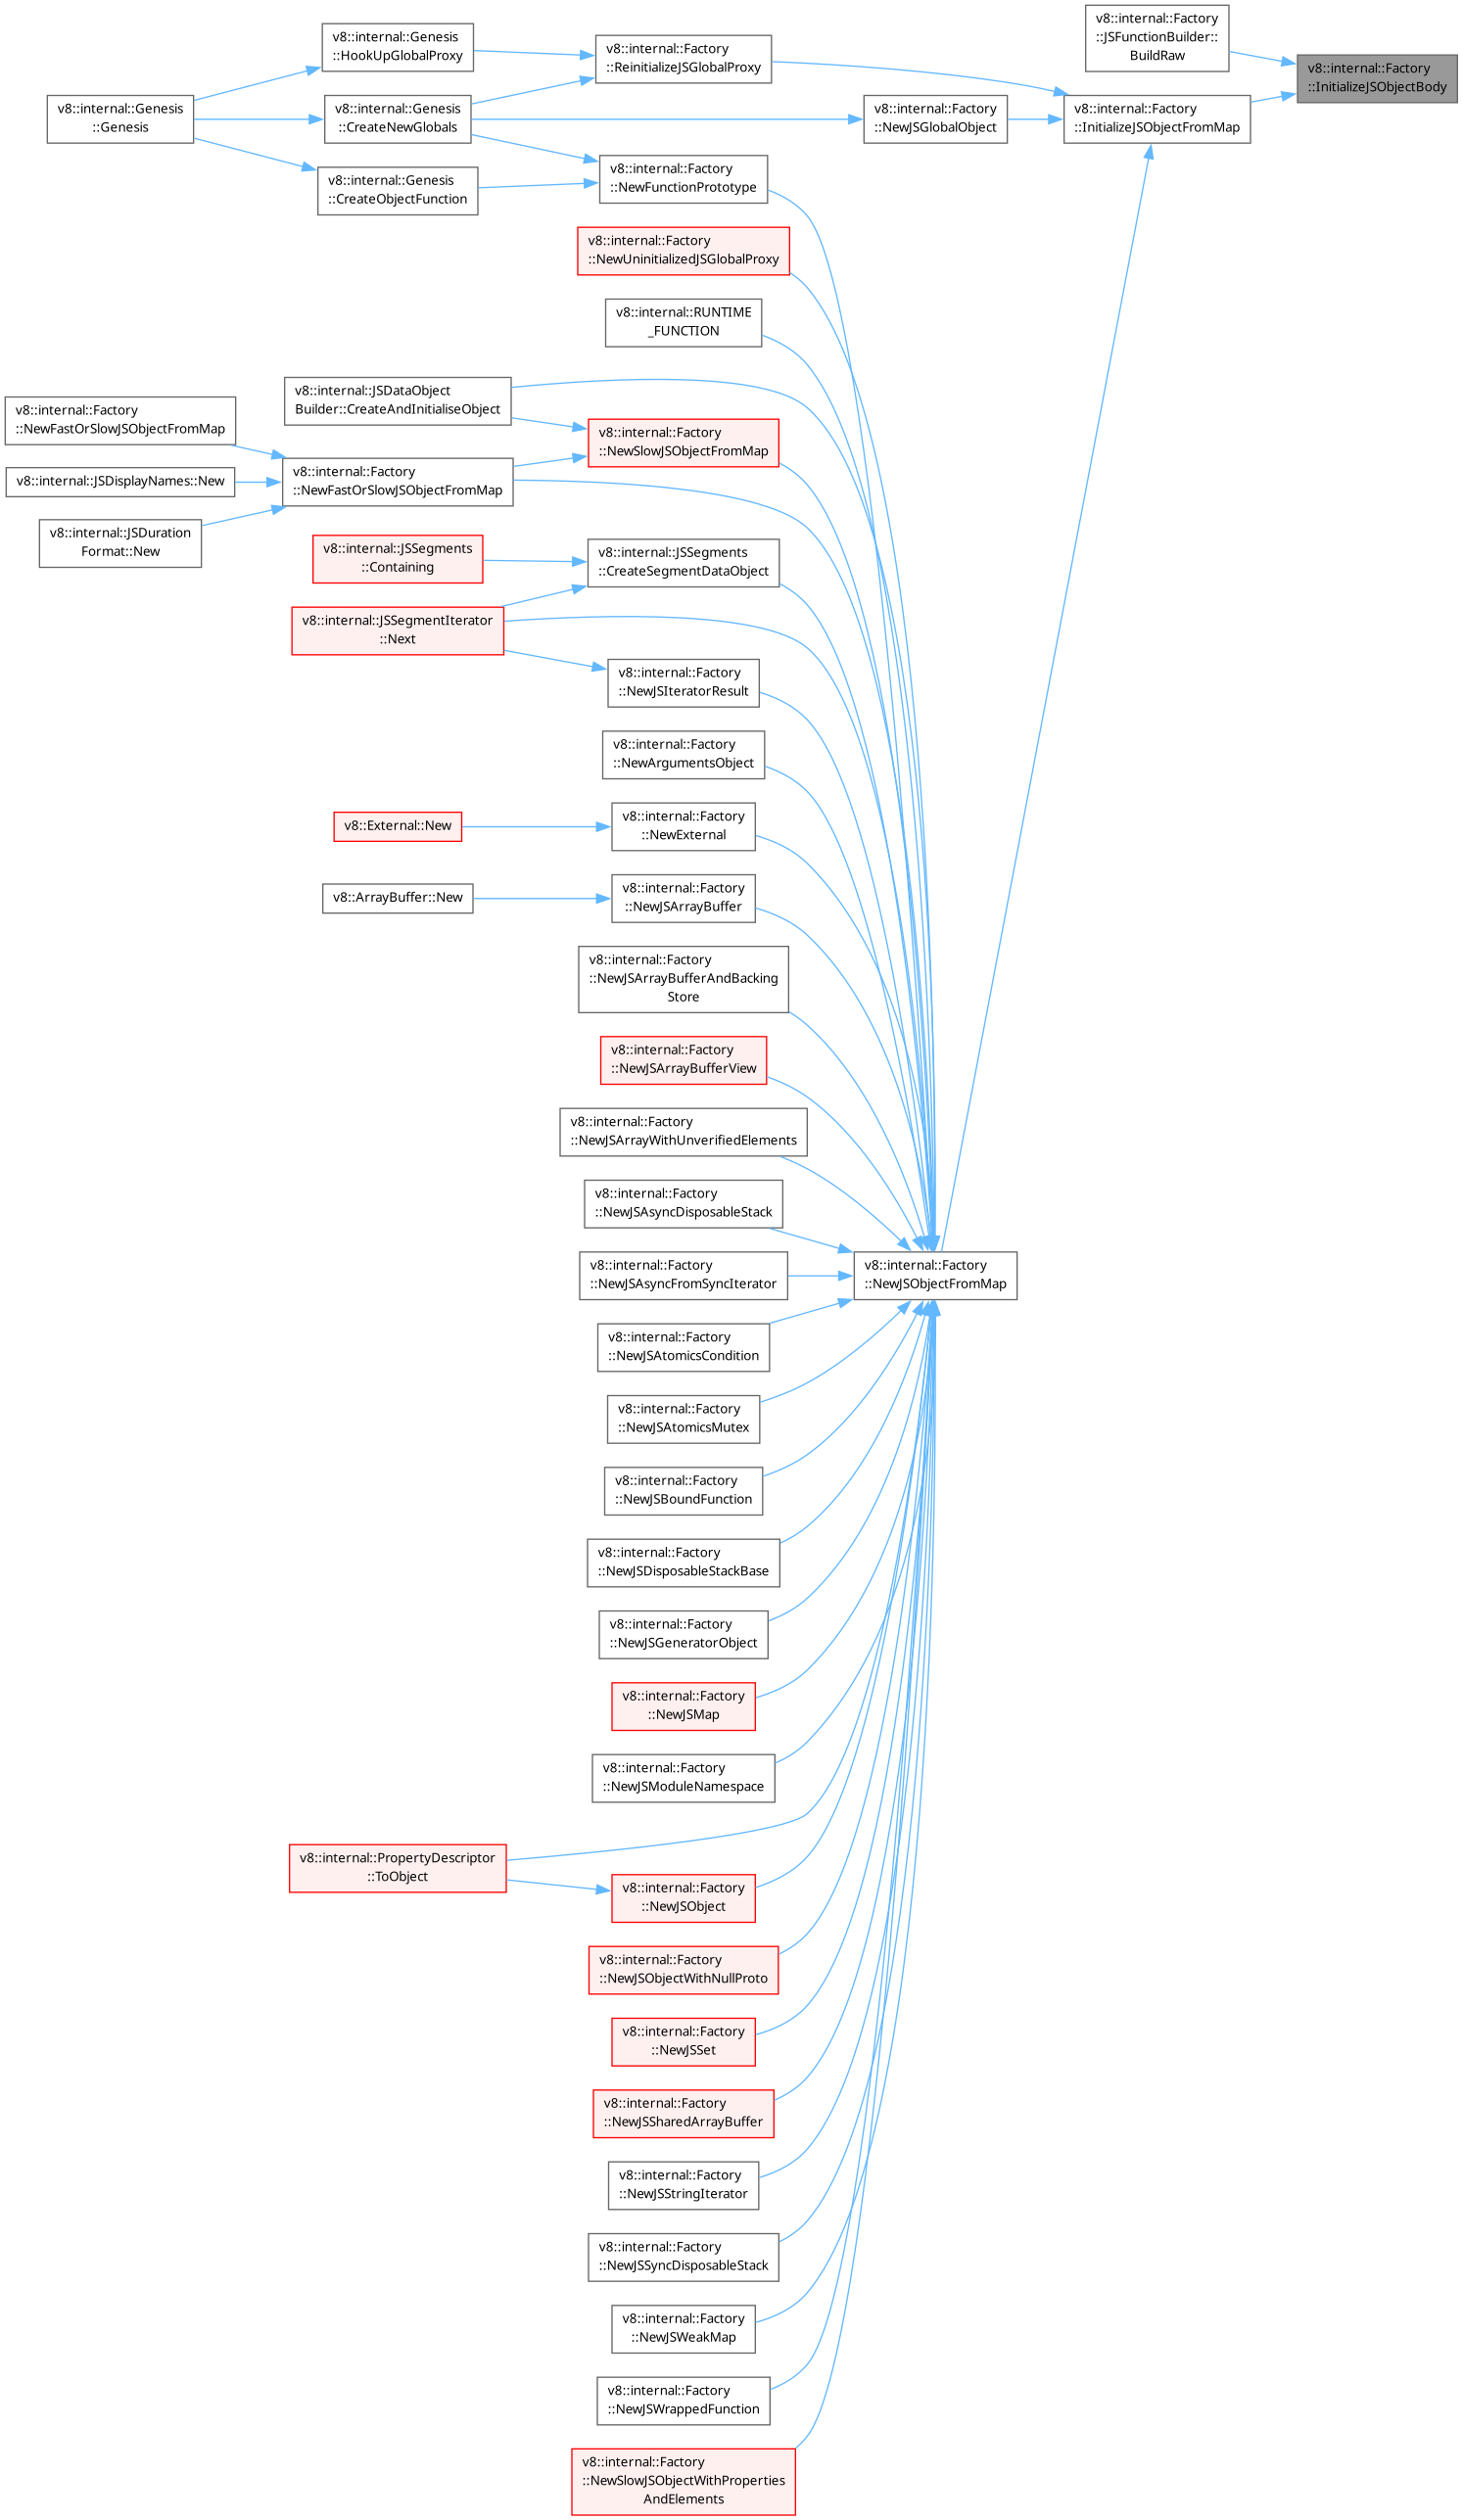 v8::internal::Factory
::JSFunctionBuilder::
BuildRaw
v8::internal::Factory
::InitializeJSObjectBody
v8::internal::Genesis
::HookUpGlobalProxy
v8::internal::Factory
::ReinitializeJSGlobalProxy
v8::internal::Genesis
::Genesis
v8::internal::Genesis
::CreateNewGlobals
v8::internal::Factory
::NewJSGlobalObject
v8::internal::Factory
::InitializeJSObjectFromMap
v8::internal::Genesis
::CreateObjectFunction
v8::internal::Factory
::NewFunctionPrototype
v8::internal::Factory
::NewUninitializedJSGlobalProxy
v8::internal::RUNTIME
_FUNCTION
v8::internal::JSDataObject
Builder::CreateAndInitialiseObject
v8::internal::Factory
::NewFastOrSlowJSObjectFromMap
v8::internal::Factory
::NewSlowJSObjectFromMap
v8::internal::JSDisplayNames::New
v8::internal::Factory
::NewFastOrSlowJSObjectFromMap
v8::internal::JSDuration
Format::New
v8::internal::JSSegments
::Containing
v8::internal::JSSegments
::CreateSegmentDataObject
v8::internal::JSSegmentIterator
::Next
v8::internal::Factory
::NewJSIteratorResult
v8::internal::Factory
::NewArgumentsObject
v8::External::New
v8::internal::Factory
::NewExternal
v8::ArrayBuffer::New
v8::internal::Factory
::NewJSArrayBuffer
v8::internal::Factory
::NewJSArrayBufferAndBacking
Store
v8::internal::Factory
::NewJSArrayBufferView
v8::internal::Factory
::NewJSArrayWithUnverifiedElements
v8::internal::Factory
::NewJSAsyncDisposableStack
v8::internal::Factory
::NewJSAsyncFromSyncIterator
v8::internal::Factory
::NewJSObjectFromMap
v8::internal::Factory
::NewJSAtomicsCondition
v8::internal::Factory
::NewJSAtomicsMutex
v8::internal::Factory
::NewJSBoundFunction
v8::internal::Factory
::NewJSDisposableStackBase
v8::internal::Factory
::NewJSGeneratorObject
v8::internal::Factory
::NewJSMap
v8::internal::Factory
::NewJSModuleNamespace
v8::internal::PropertyDescriptor
::ToObject
v8::internal::Factory
::NewJSObject
v8::internal::Factory
::NewJSObjectWithNullProto
v8::internal::Factory
::NewJSSet
v8::internal::Factory
::NewJSSharedArrayBuffer
v8::internal::Factory
::NewJSStringIterator
v8::internal::Factory
::NewJSSyncDisposableStack
v8::internal::Factory
::NewJSWeakMap
v8::internal::Factory
::NewJSWrappedFunction
v8::internal::Factory
::NewSlowJSObjectWithProperties
AndElements